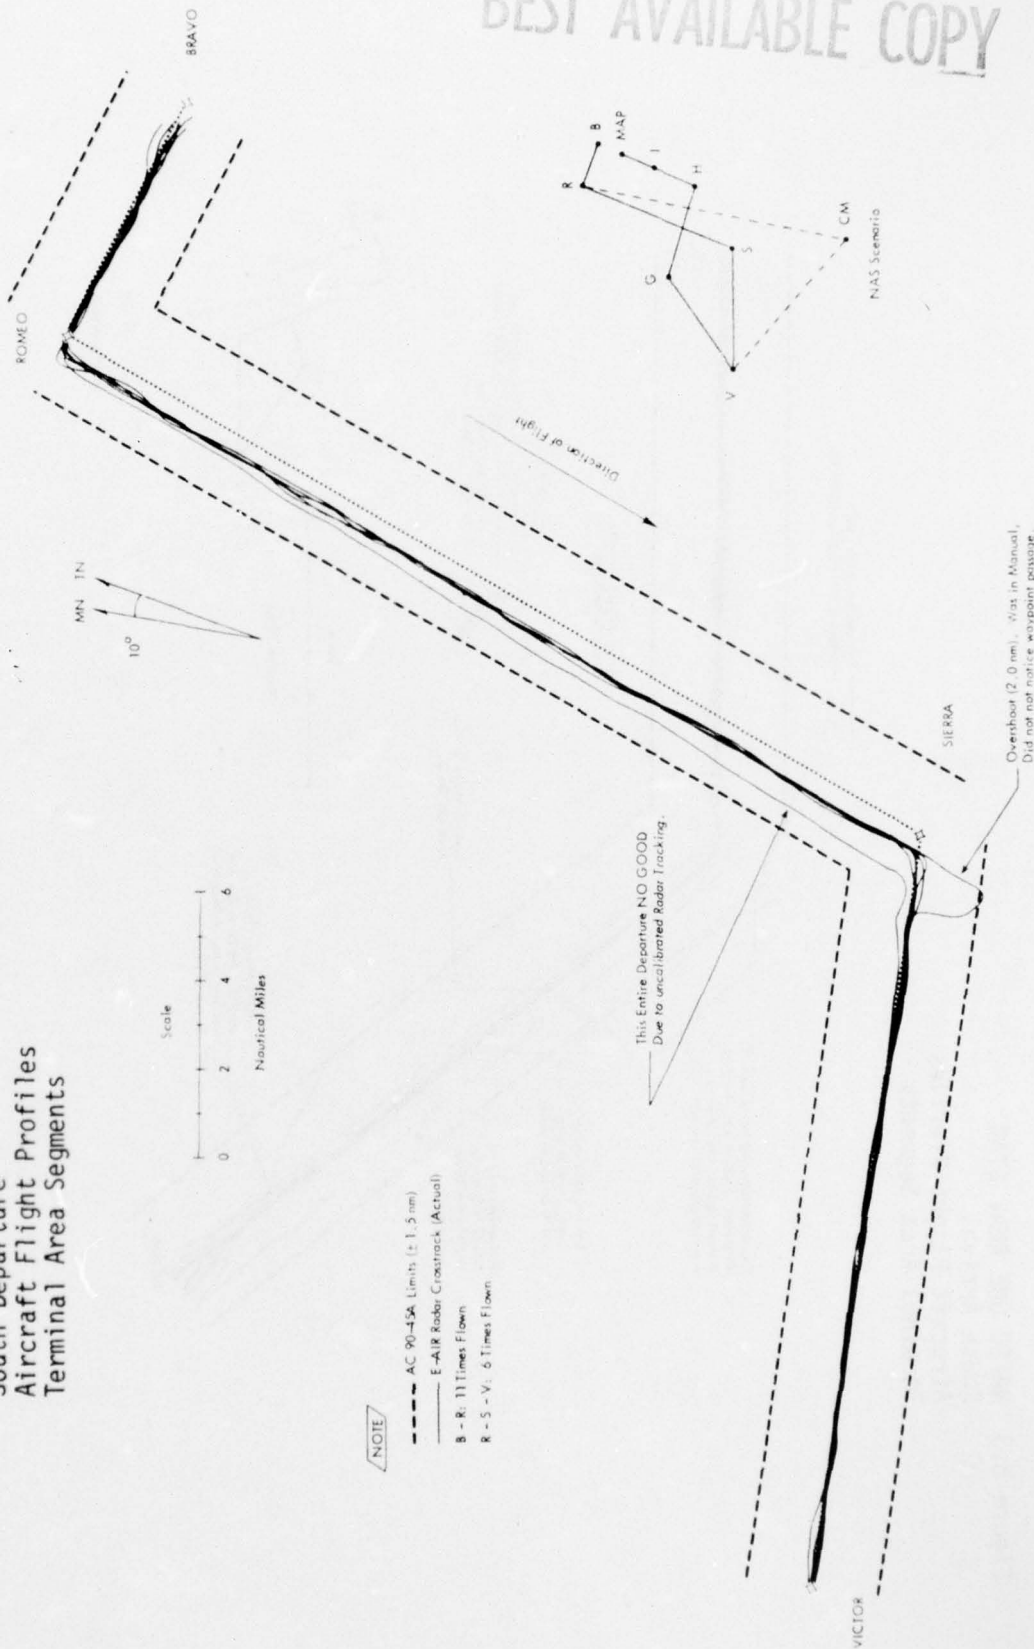 BEST AVAILABLE COPY
South Departure
Aircraft Flight Profiles
Terminal Area Segments
BRAVO
ROMEO
MN TN
10°
Direction of Flight
R
B
MAP
I
H
G
S
V
CM
NAS Scenario
Scale
0 2 4 6
Nautical Miles
This Entire Departure NO GOOD
Due to uncalibrated Radar Tracking.
SIERRA
Overshoot (2.0 nm). Was in Manual.
Did not notice waypoint passage.
NOTE
AC 90-45A Limits (± 1.5 nm)
E-AIR Radar Crosstrack (Actual)
B - R: 11 Times Flown
R - S - V: 6 Times Flown
VICTOR